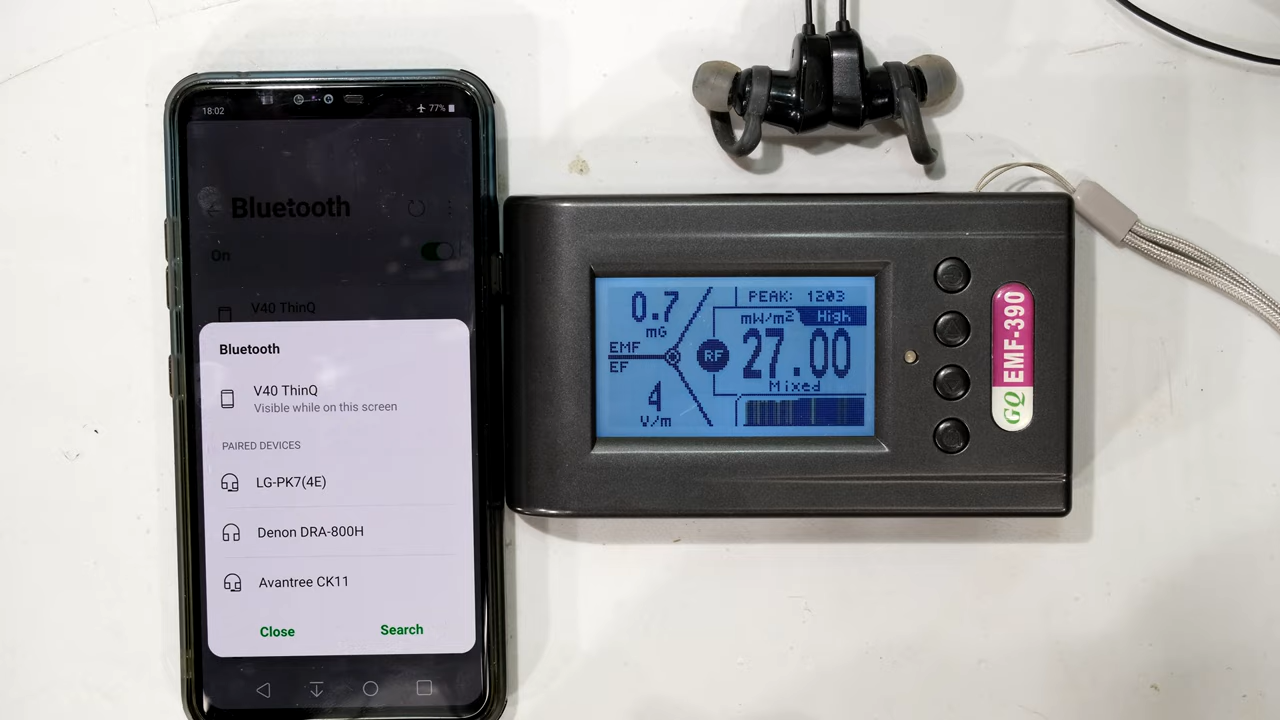 18:02
77%
Bluetooth
On
V40 ThinQ
Bluetooth
V40 ThinQ
Visible while on this screen
PAIRED DEVICES
LG-PK7(4E)
Denon DRA-800H
Avantree CK11
Close
Search
0.7
mG
EMF
EF
4
V/m
PEAK: 1203
mW/m²
High
RF
27.00
Mixed
GQ EMF-390